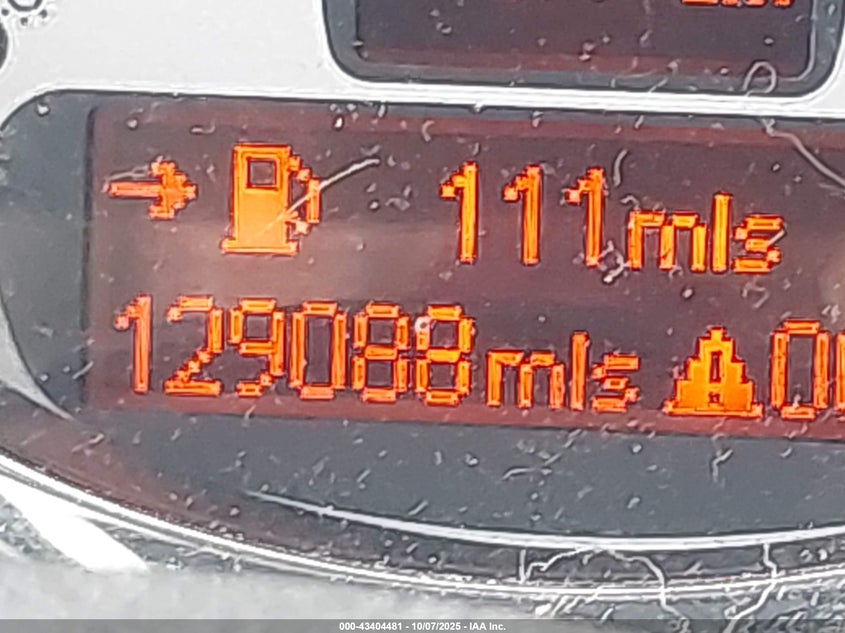 111mls
129088mls
000-43404481 - 10/07/2025 - IAA Inc.